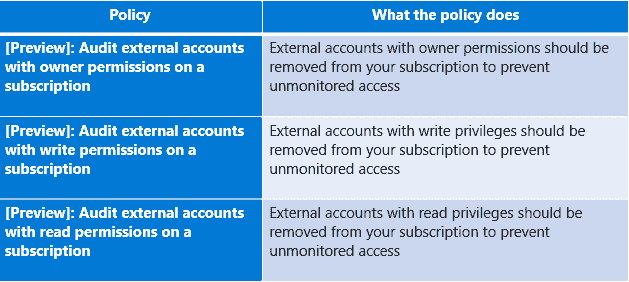 Policy
What the policy does
[Preview]: Audit external accounts
with owner permissions on a
subscription
External accounts with owner permissions should be
removed from your subscription to prevent
unmonitored access
[Preview]: Audit external accounts
with write permissions on a
subscription
External accounts with write privileges should be
removed from your subscription to prevent
unmonitored access
[Preview]: Audit external accounts
with read permissions on a
subscription
External accounts with read privileges should be
removed from your subscription to prevent
unmonitored access